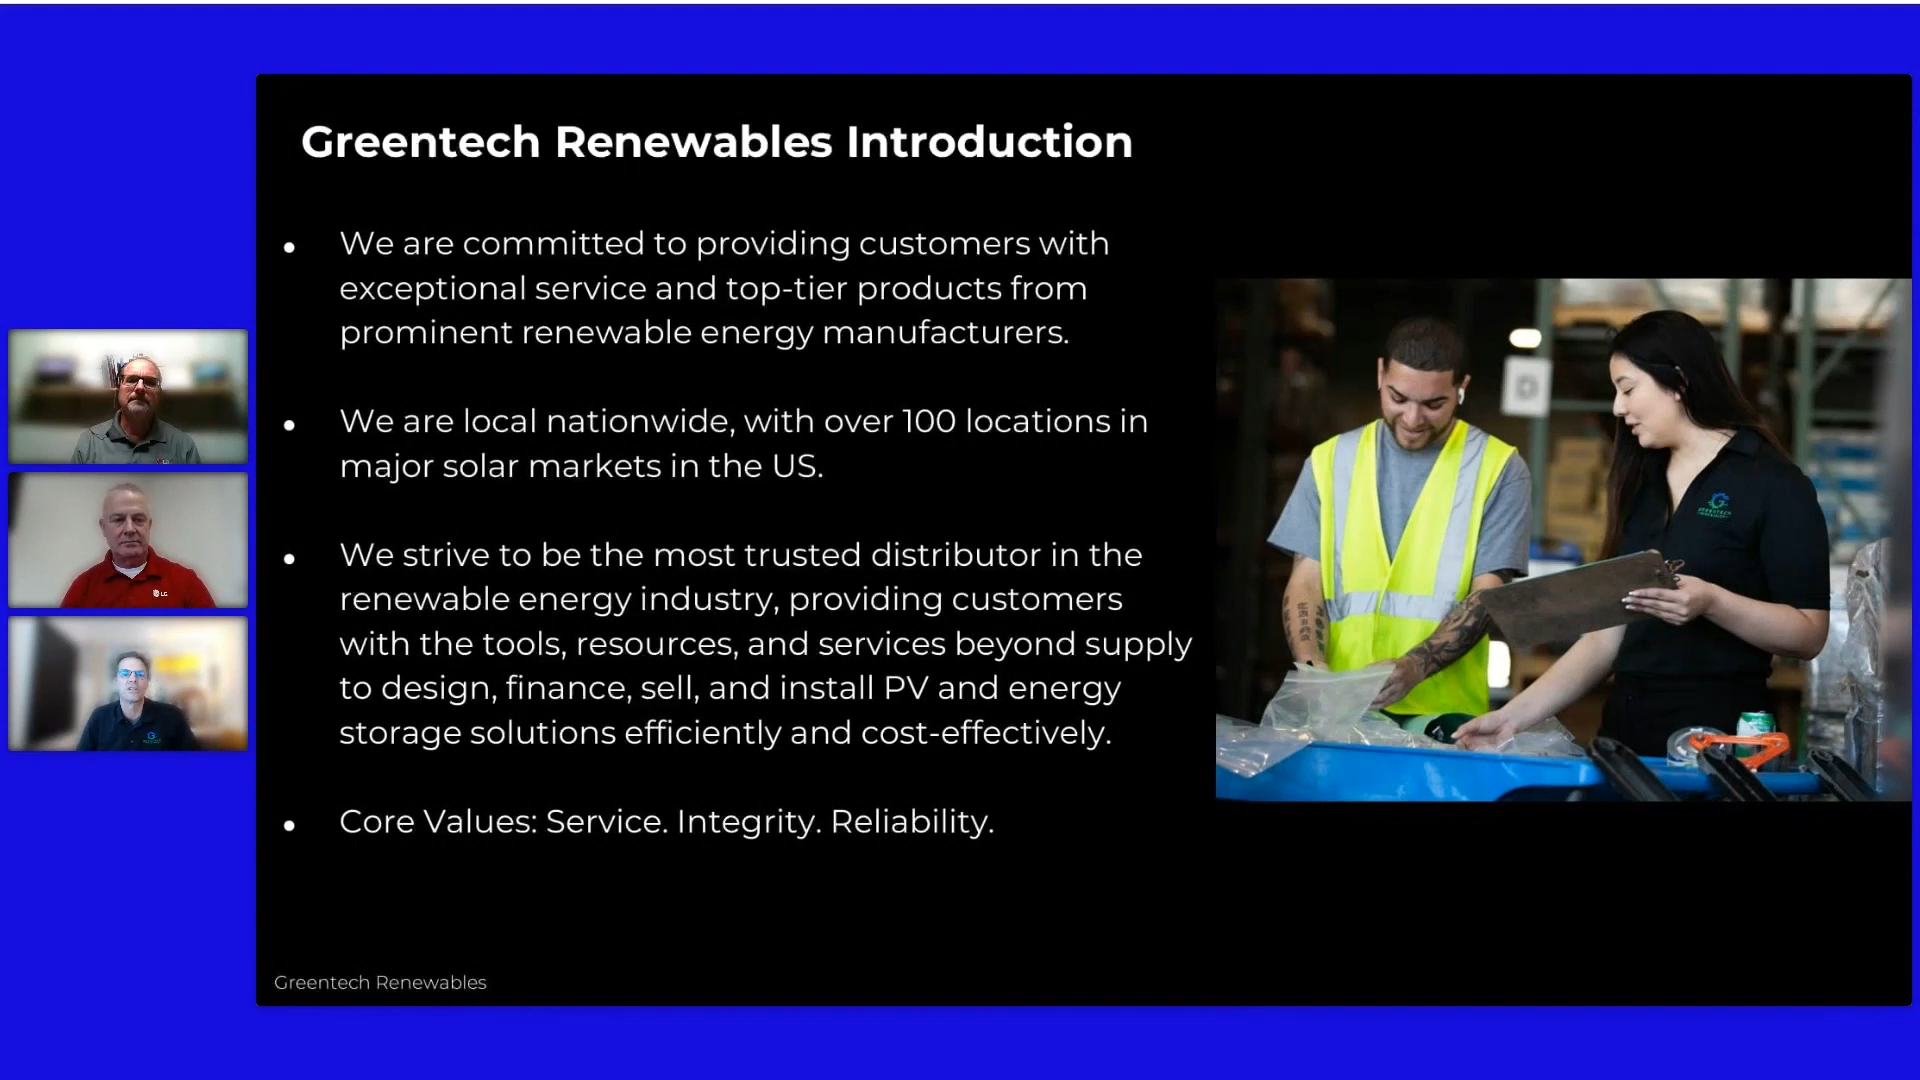 Greentech Renewables Introduction
● We are committed to providing customers with
exceptional service and top-tier products from
prominent renewable energy manufacturers.
● We are local nationwide, with over 100 locations in
major solar markets in the US.
● We strive to be the most trusted distributor in the
renewable energy industry, providing customers
with the tools, resources, and services beyond supply
to design, finance, sell, and install PV and energy
storage solutions efficiently and cost-effectively.
● Core Values: Service. Integrity. Reliability.
Greentech Renewables
D
LG